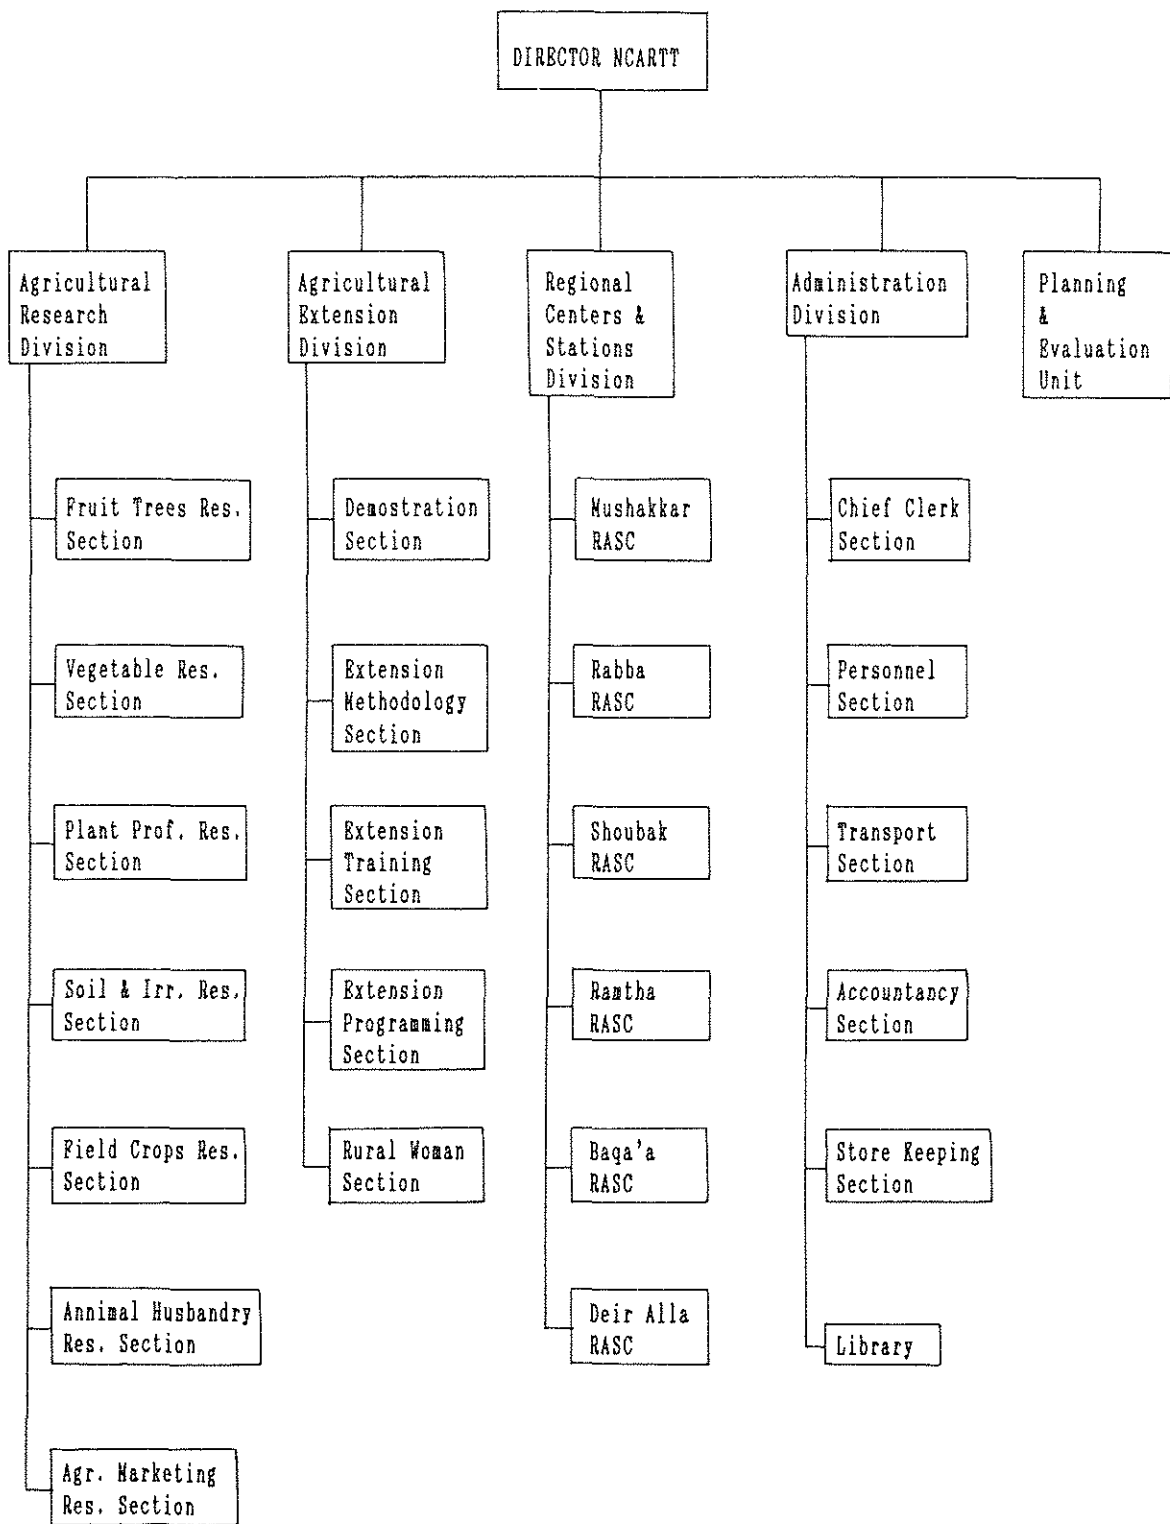 DIRECTOR NCARTT
Agricultural
Research
Division
Agricultural
Extension
Division
Regional
Centers &
Stations
Division
Administration
Division
Planning
&
Evaluation
Unit
Fruit Trees Res.
Section
Vegetable Res.
Section
Plant Prof. Res.
Section
Soil & Irr. Res.
Section
Field Crops Res.
Section
Annimal Husbandry
Res. Section
Agr. Marketing
Res. Section
Demostration
Section
Extension
Methodology
Section
Extension
Training
Section
Extension
Programming
Section
Rural Woman
Section
Mushakkar
RASC
Rabba
RASC
Shoubak
RASC
Ramtha
RASC
Baqa'a
RASC
Deir Alla
RASC
Chief Clerk
Section
Personnel
Section
Transport
Section
Accountancy
Section
Store Keeping
Section
Library